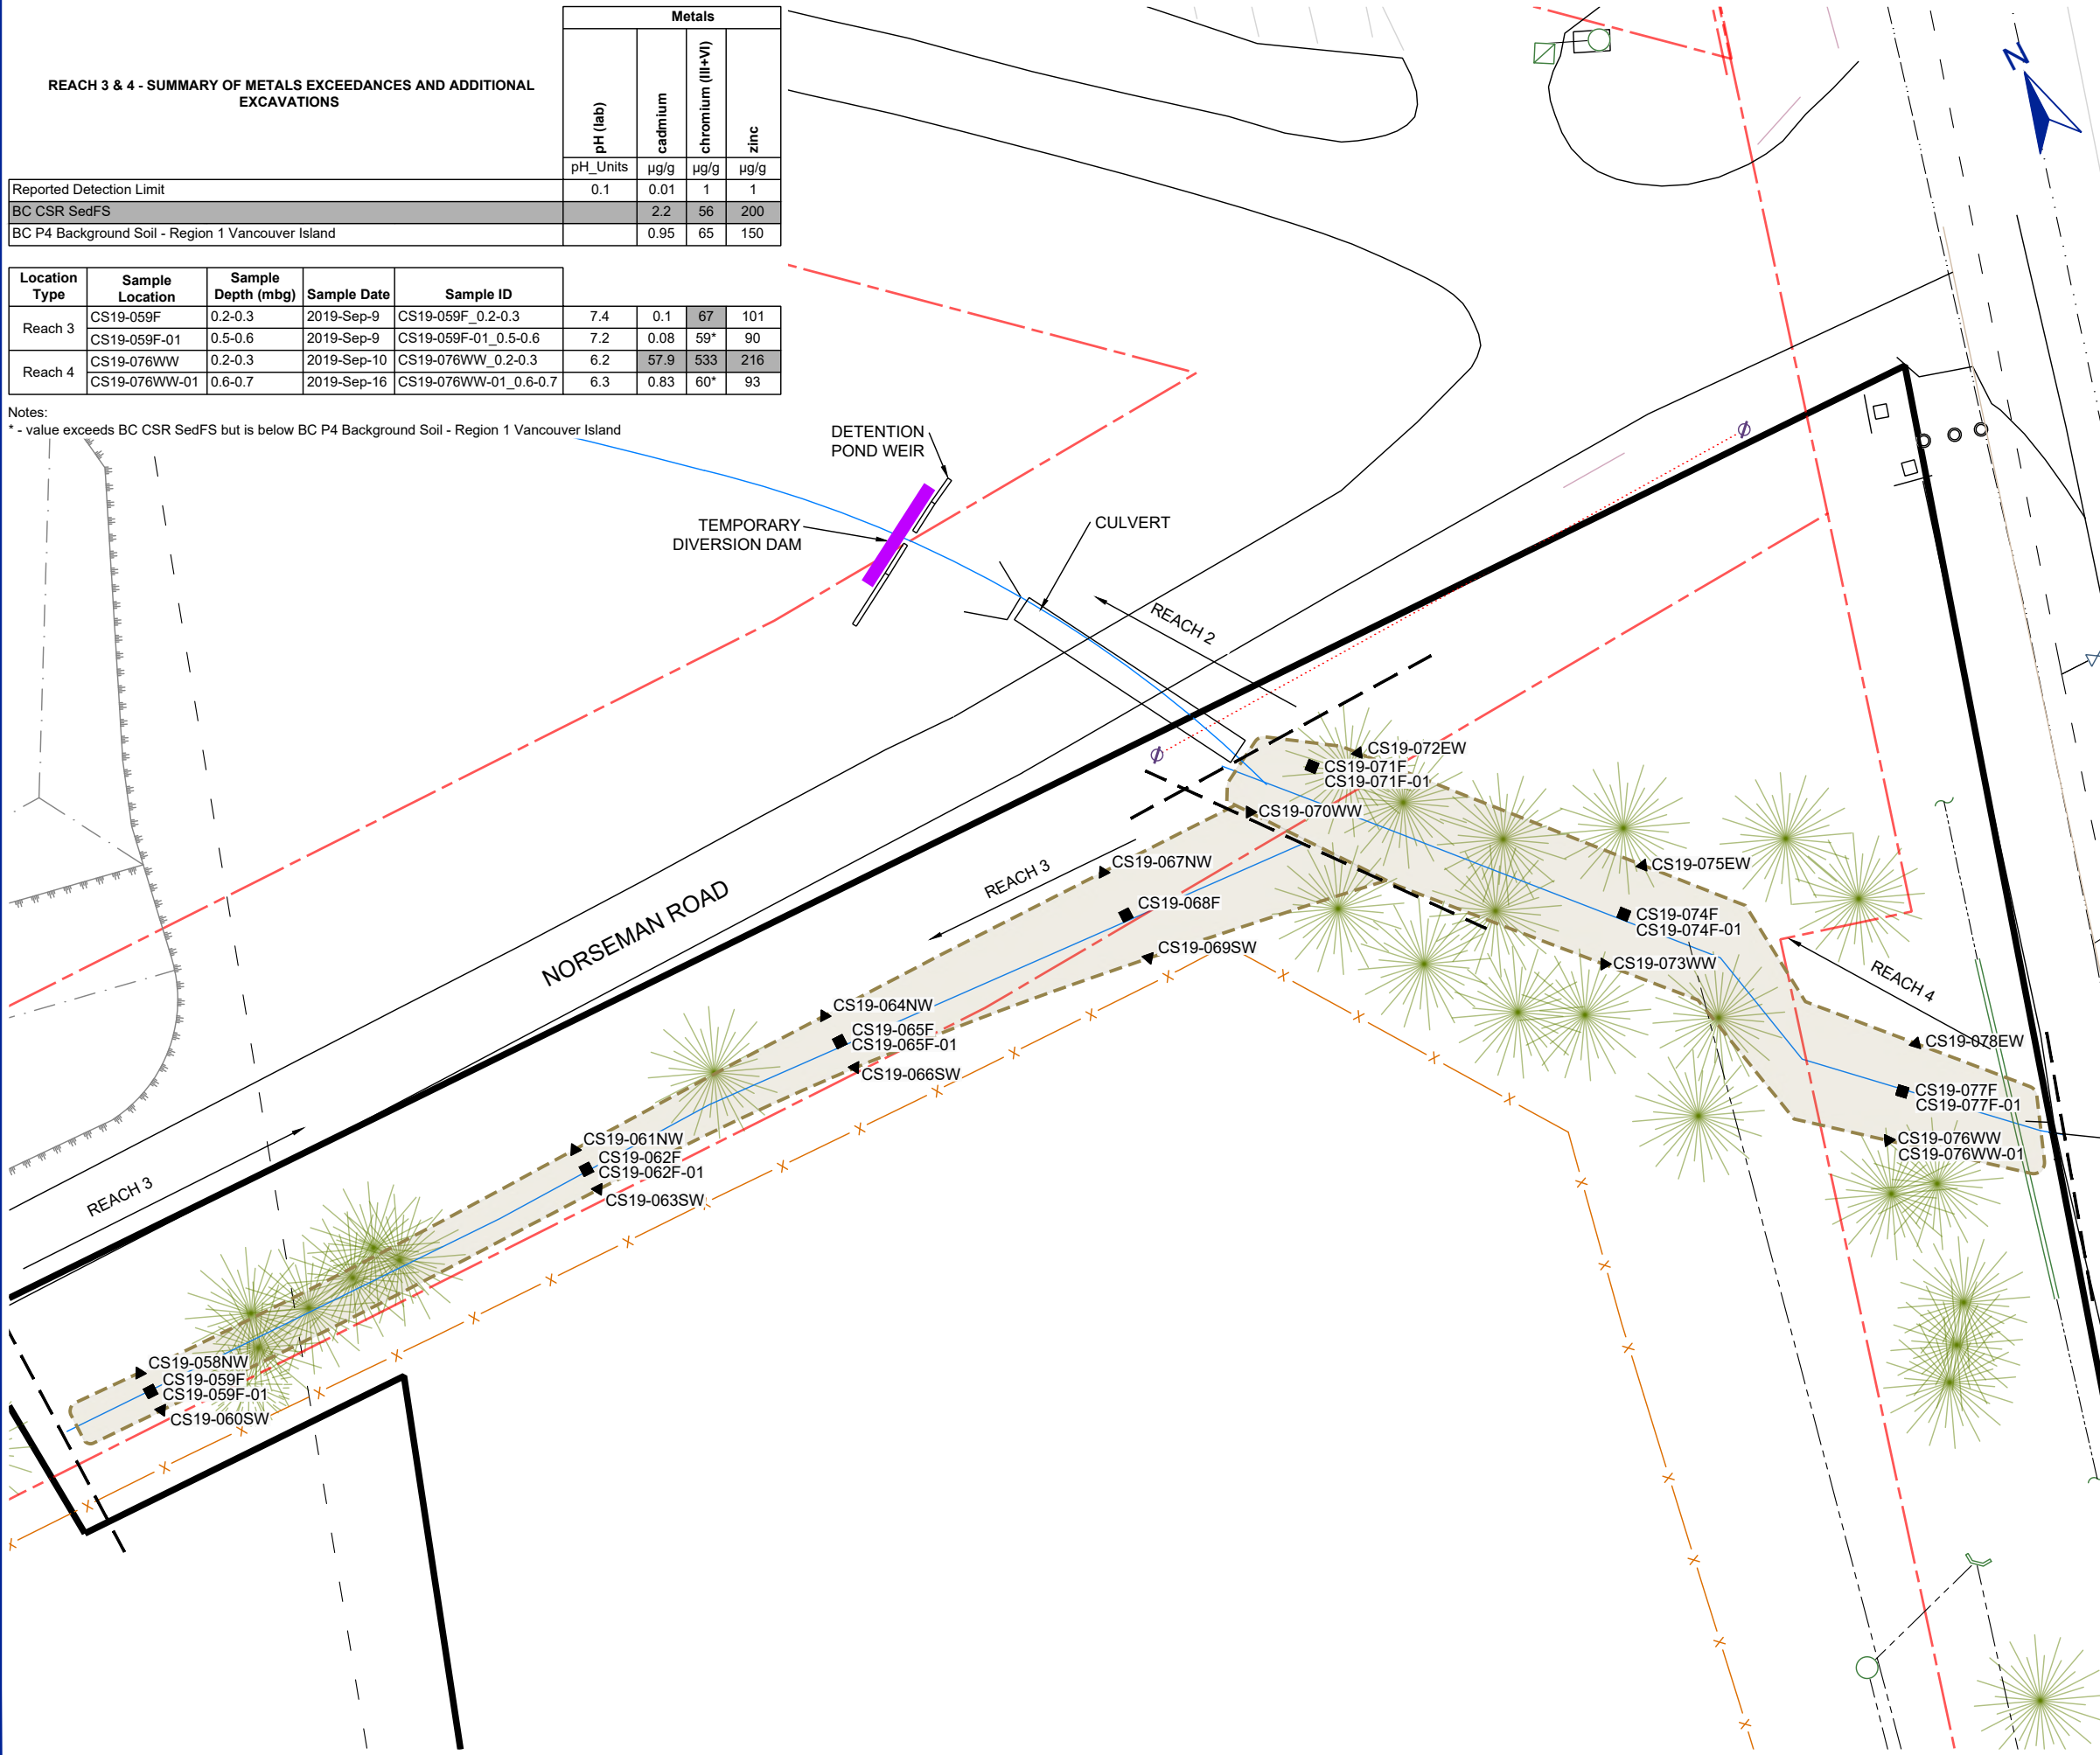 REACH 3 & 4 - SUMMARY OF METALS EXCEEDANCES AND ADDITIONAL
EXCAVATIONS
Metals
pH (lab) cadmium chromium (III+VI) zinc
pH_Units µg/g µg/g µg/g
Reported Detection Limit 0.1 0.01 1 1
BC CSR SedFS 2.2 56 200
BC P4 Background Soil - Region 1 Vancouver Island 0.95 65 150
Location Type Sample Location Sample Depth (mbg) Sample Date Sample ID
Reach 3 CS19-059F 0.2-0.3 2019-Sep-9 CS19-059F_0.2-0.3 7.4 0.1 67 101
CS19-059F-01 0.5-0.6 2019-Sep-9 CS19-059F-01_0.5-0.6 7.2 0.08 59* 90
Reach 4 CS19-076WW 0.2-0.3 2019-Sep-10 CS19-076WW_0.2-0.3 6.2 57.9 533 216
CS19-076WW-01 0.6-0.7 2019-Sep-16 CS19-076WW-01_0.6-0.7 6.3 0.83 60* 93
Notes:
* - value exceeds BC CSR SedFS but is below BC P4 Background Soil - Region 1 Vancouver Island
N
DETENTION
POND WEIR
TEMPORARY
DIVERSION DAM
CULVERT
REACH 2
CS19-072EW
CS19-071F
CS19-071F-01
CS19-070WW
CS19-067NW
REACH 3
CS19-068F
CS19-075EW
CS19-074F
CS19-074F-01
CS19-069SW
CS19-073WW
REACH 4
NORSEMAN ROAD
CS19-064NW
CS19-065F
CS19-065F-01
CS19-066SW
CS19-078EW
CS19-077F
CS19-077F-01
CS19-076WW
CS19-076WW-01
CS19-061NW
CS19-062F
CS19-062F-01
CS19-063SW
REACH 3
CS19-058NW
CS19-059F
CS19-059F-01
CS19-060SW